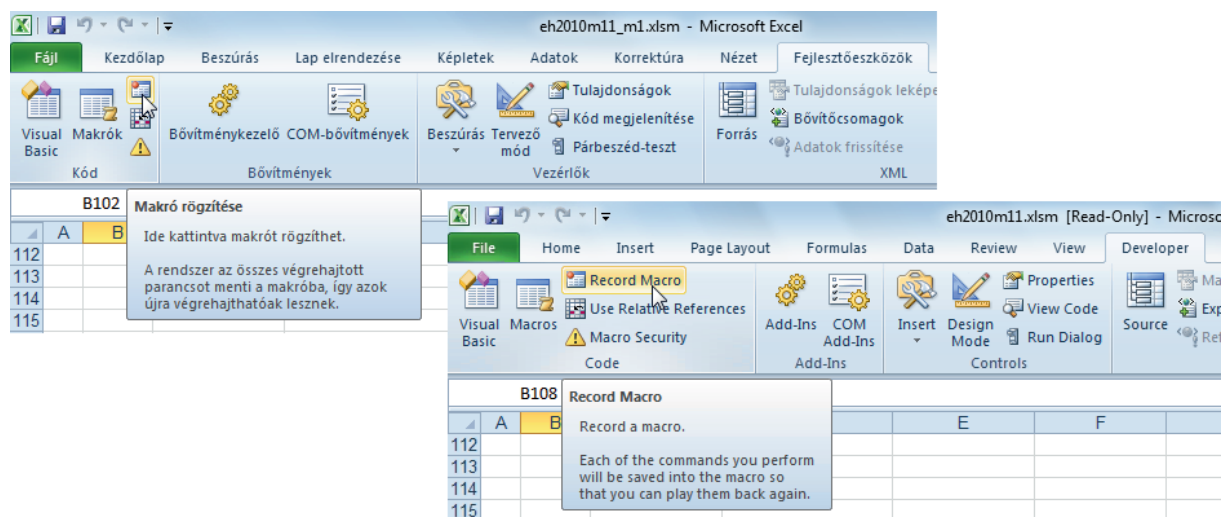 eh2010m11_m1.xlsm - Microsoft Excel
Fájl Kezdőlap Beszúrás Lap elrendezése Képletek Adatok Korrektúra Nézet Fejlesztőeszközök
Visual Basic
Makrók
Kód
Bővítménykezelő
COM-bővítmények
Bővítmények
Beszúrás
Tervező mód
Tulajdonságok
Kód megjelenítése
Párbeszéd-teszt
Vezérlők
Forrás
Tulajdonságok leképe
Bővítőcsomagok
Adatok frissítése
XML
B102
Makró rögzítése
Ide kattintva makrót rögzíthet.
A rendszer az összes végrehajtott
parancsot menti a makróba, így azok
újra végrehajthatóak lesznek.
A B
112
113
114
115
eh2010m11.xlsm [Read-Only] - Microso
File Home Insert Page Layout Formulas Data Review View Developer
Visual Basic
Macros
Record Macro
Use Relative References
Macro Security
Code
Add-Ins
COM Add-Ins
Add-Ins
Insert
Design Mode
Properties
View Code
Run Dialog
Controls
Source
Ma
Exp
Ref
B108
Record Macro
Record a macro.
Each of the commands you perform
will be saved into the macro so
that you can play them back again.
A B E F
112
113
114
115